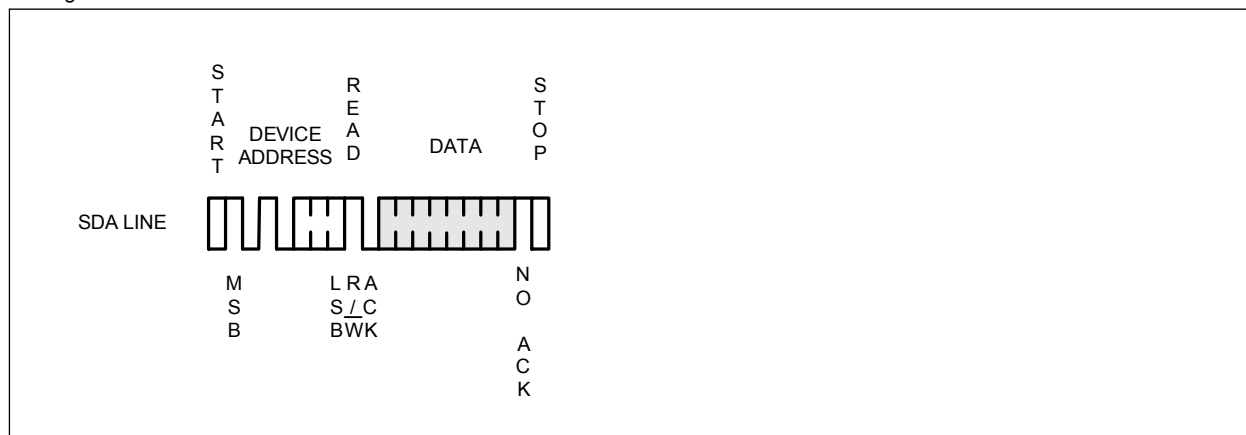 START
DEVICE
ADDRESS
READ
DATA
STOP
SDA LINE
MSB
LSB
R/W
ACK
NO ACK